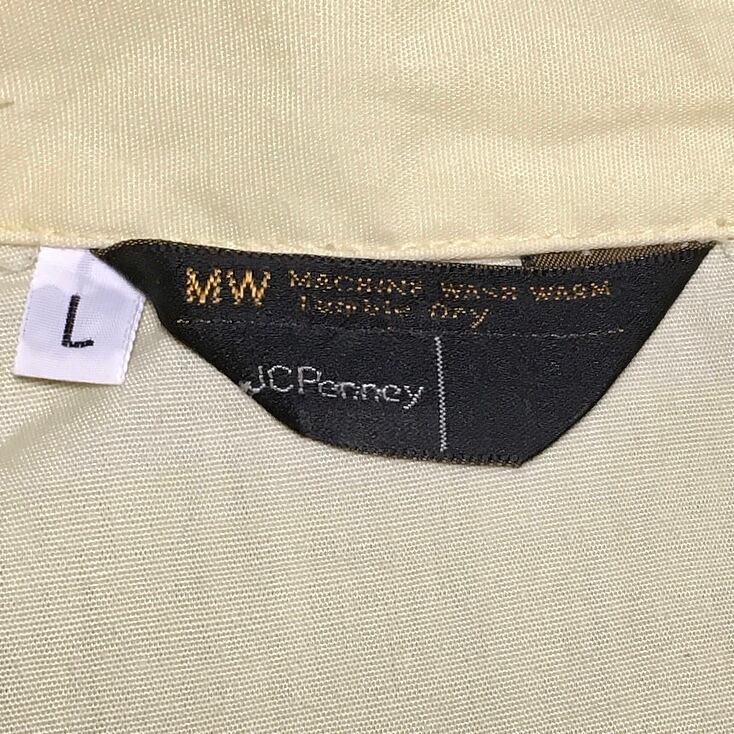 L
MW MACHINE WASH WARM
Tumble Dry
JCPenney